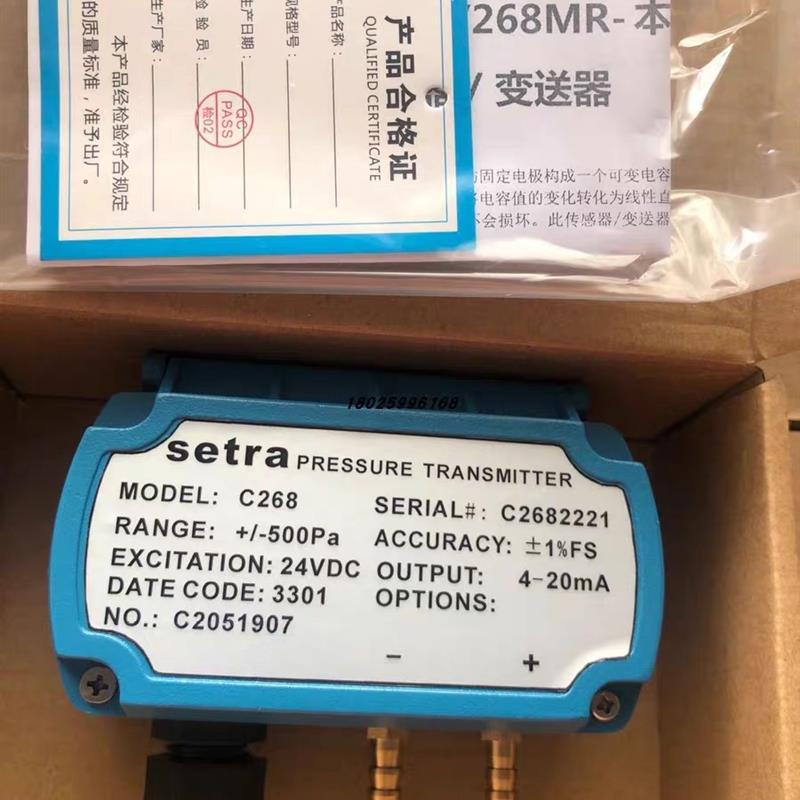 产品合格证
QUALIFIED CERTIFICATE
产品名称:
规格型号:
生产日期:
检验员:
生产厂家:
本产品经检验符合规定
的质量标准,准予出厂。
QC
PASS
检02
/268MR-本
/ 变送器
固定电极构成一个可变电容
电容值的变化转化为线性直
不会损坏。此传感器/变送器
18025996168
setra PRESSURE TRANSMITTER
MODEL: C268 SERIAL#: C2682221
RANGE: +/-500Pa ACCURACY: ±1%FS
EXCITATION: 24VDC OUTPUT: 4-20mA
DATE CODE: 3301 OPTIONS:
NO.: C2051907
- +